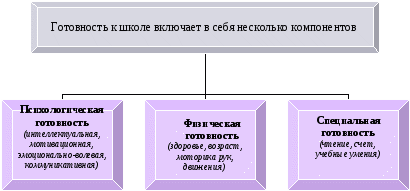 Готовность к школе включает в себя несколько компонентов
Психологическая
готовность
(интеллектуальная,
мотивационная,
эмоционально-волевая,
коммуникативная)
Физическая
готовность
(здоровье, возраст,
моторика рук,
движения)
Специальная
готовность
(чтение, счет,
учебные умения)